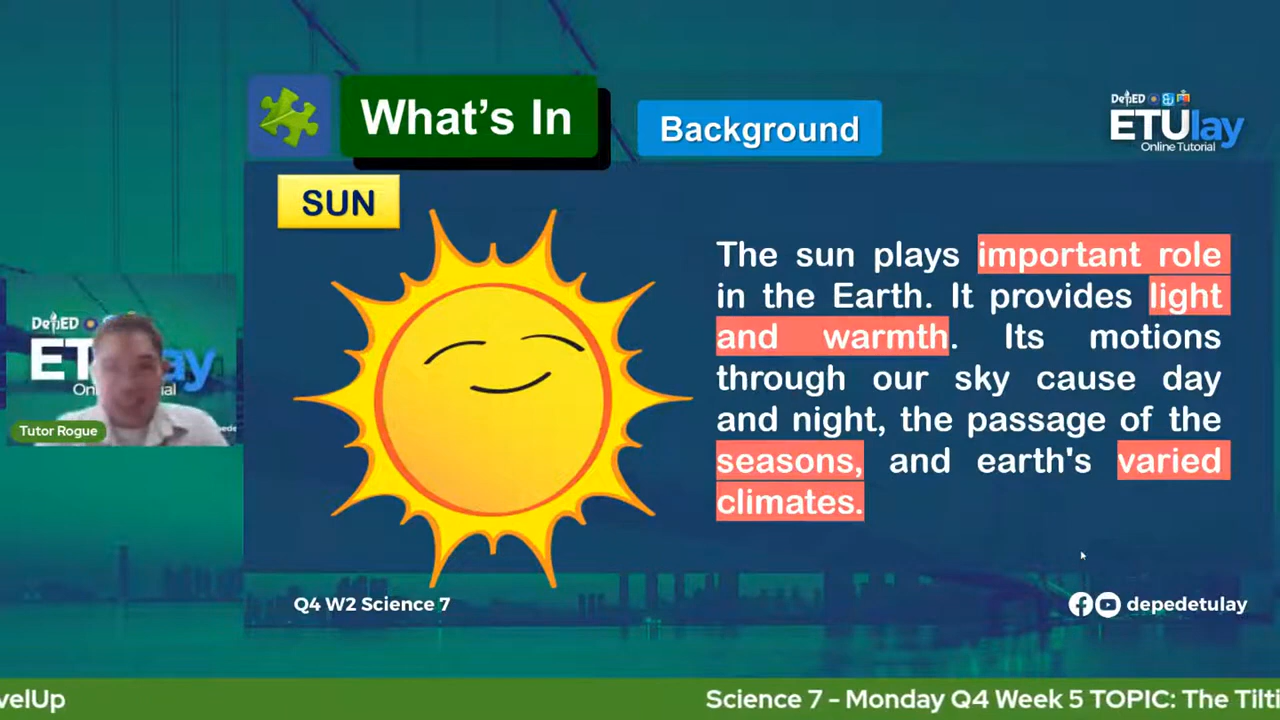 What's In
Background
DepED
ETUlay
Online Tutorial
SUN
The sun plays important role
in the Earth. It provides light
and warmth. Its motions
through our sky cause day
and night, the passage of the
seasons, and earth's varied
climates.
DepED
Tutor Rogue
Q4 W2 Science 7
depedetulay
velUp
Science 7 - Monday Q4 Week 5 TOPIC: The Tilti